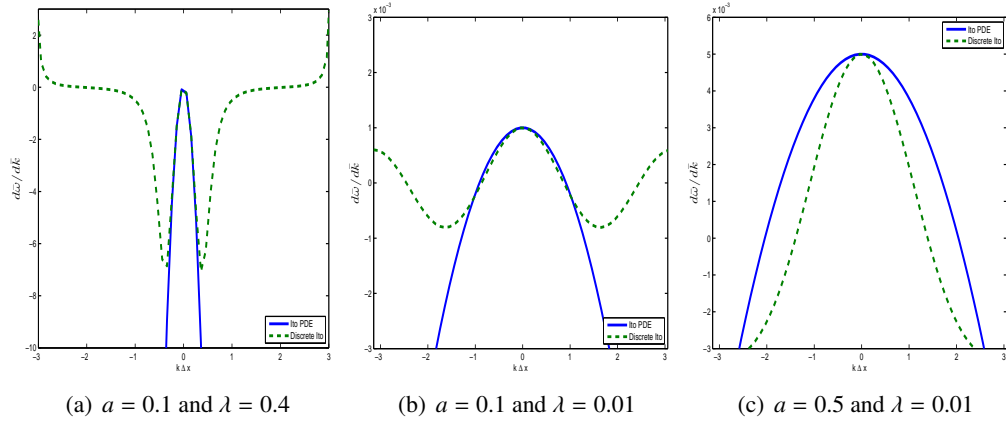 2
0
−2
−4
−6
−8
−10
−3
−2
−1
0
1
2
3
dω̄/dk̄
k Δ x
Ito PDE
Discrete Ito
(a) a = 0.1 and λ = 0.4
x 10⁻³
3
2
1
0
−1
−2
−3
−3
−2
−1
0
1
2
3
dω̄/dk̄
k Δ x
Ito PDE
Discrete Ito
(b) a = 0.1 and λ = 0.01
x 10⁻³
6
5
4
3
2
1
0
−1
−2
−3
−3
−2
−1
0
1
2
3
dω̄/dk̄
k Δ x
Ito PDE
Discrete Ito
(c) a = 0.5 and λ = 0.01